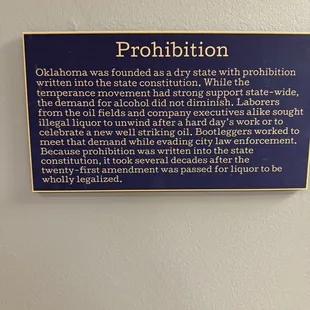 Prohibition
Oklahoma was founded as a dry state with prohibition
written into the state constitution. While the
temperance movement had strong support state-wide,
the demand for alcohol did not diminish. Laborers
from the oil fields and company executives alike sought
illegal liquor to unwind after a hard day's work or to
celebrate a new well striking oil. Bootleggers worked to
meet that demand while evading city law enforcement.
Because prohibition was written into the state
constitution, it took several decades after the
twenty-first amendment was passed for liquor to be
wholly legalized.